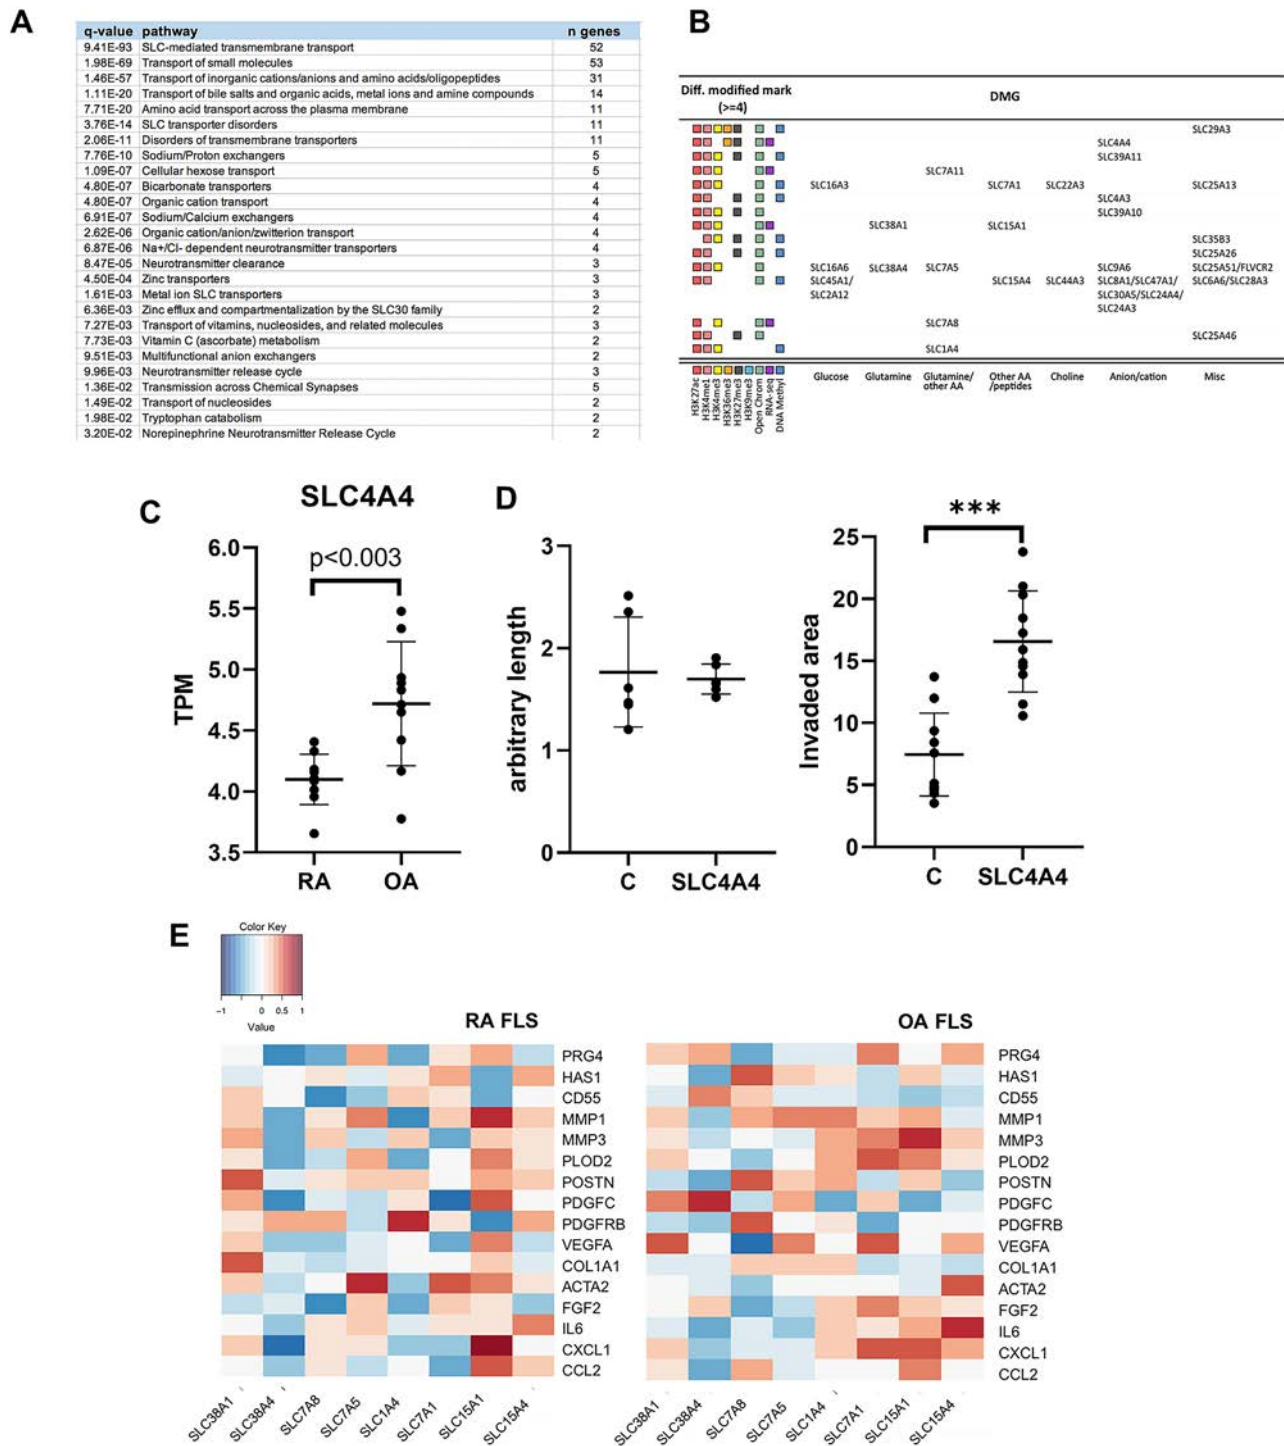 A
q-value pathway n genes
9.41E-93 SLC-mediated transmembrane transport 52
1.98E-69 Transport of small molecules 53
1.46E-57 Transport of inorganic cations/anions and amino acids/oligopeptides 31
1.11E-20 Transport of bile salts and organic acids, metal ions and amine compounds 14
7.71E-20 Amino acid transport across the plasma membrane 11
3.76E-14 SLC transporter disorders 11
2.06E-11 Disorders of transmembrane transporters 11
7.76E-10 Sodium/Proton exchangers 5
1.09E-07 Cellular hexose transport 5
4.80E-07 Bicarbonate transporters 4
4.80E-07 Organic cation transport 4
6.91E-07 Sodium/Calcium exchangers 4
2.62E-06 Organic cation/anion/zwitterion transport 4
6.87E-06 Na+/Cl- dependent neurotransmitter transporters 4
8.47E-05 Neurotransmitter clearance 3
4.50E-04 Zinc transporters 3
1.61E-03 Metal ion SLC transporters 3
6.36E-03 Zinc efflux and compartmentalization by the SLC30 family 2
7.27E-03 Transport of vitamins, nucleosides, and related molecules 3
7.73E-03 Vitamin C (ascorbate) metabolism 2
9.51E-03 Multifunctional anion exchangers 2
9.96E-03 Neurotransmitter release cycle 3
1.36E-02 Transmission across Chemical Synapses 5
1.49E-02 Transport of nucleosides 2
1.98E-02 Tryptophan catabolism 2
3.20E-02 Norepinephrine Neurotransmitter Release Cycle 2
B
Diff. modified mark
(>=4)
DMG
SLC29A3
SLC4A4
SLC39A11
SLC7A11
SLC16A3 SLC7A1 SLC22A3 SLC25A13
SLC4A3
SLC39A10
SLC38A1 SLC15A1
SLC35B3
SLC25A26
SLC16A6 SLC38A4 SLC7A5 SLC9A6 SLC25A51/FLVCR2
SLC45A1/ SLC15A4 SLC44A3 SLC8A1/SLC47A1/ SLC6A6/SLC28A3
SLC2A12 SLC30A5/SLC24A4/
SLC24A3
SLC7A8
SLC25A46
SLC1A4
H3K27ac
H3K4me1
H3K4me3
H3K36me3
H3K27me3
H3K9me3
Open Chrom
RNA-seq
DNA Methyl
Glucose Glutamine Glutamine/ Other AA Choline Anion/cation Misc
other AA /peptides
C
SLC4A4
p<0.003
TPM
6.0
5.5
5.0
4.5
4.0
3.5
RA OA
D
arbitrary length
3
2
1
0
C SLC4A4
***
Invaded area
25
20
15
10
5
0
C SLC4A4
E
Color Key
-1 0 0.5 1
Value
RA FLS
PRG4
HAS1
CD55
MMP1
MMP3
PLOD2
POSTN
PDGFC
PDGFRB
VEGFA
COL1A1
ACTA2
FGF2
IL6
CXCL1
CCL2
SLC38A1 SLC38A4 SLC7A8 SLC7A5 SLC1A4 SLC7A1 SLC15A1 SLC15A4
OA FLS
PRG4
HAS1
CD55
MMP1
MMP3
PLOD2
POSTN
PDGFC
PDGFRB
VEGFA
COL1A1
ACTA2
FGF2
IL6
CXCL1
CCL2
SLC38A1 SLC38A4 SLC7A8 SLC7A5 SLC1A4 SLC7A1 SLC15A1 SLC15A4